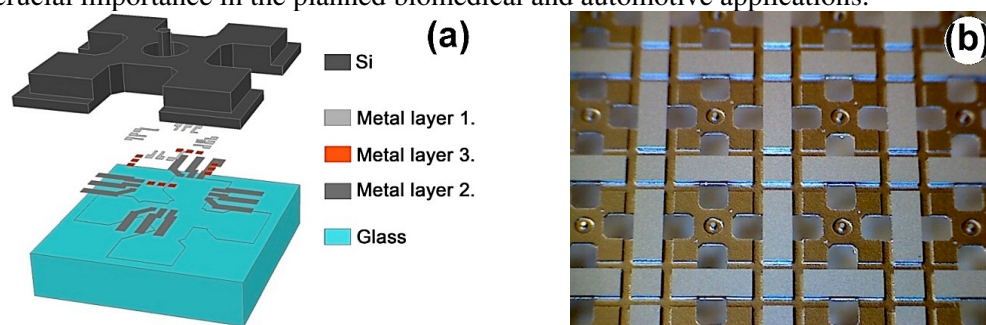 crucial importance in the planned biomedical and automotive applications.
(a)
Si
Metal layer 1.
Metal layer 3.
Metal layer 2.
Glass
(b)